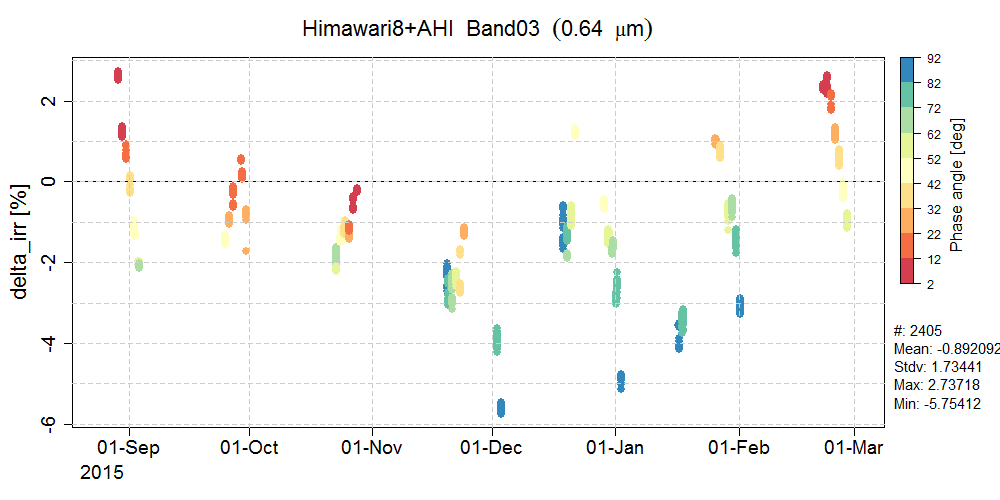 Himawari8+AHI Band03 (0.64 μm)
delta_irr [%]
2
0
-2
-4
-6
01-Sep 01-Oct 01-Nov 01-Dec 01-Jan 01-Feb 01-Mar
2015
92
82
72
62
52
42
32
22
12
2
Phase angle [deg]
#: 2405
Mean: -0.892092
Stdv: 1.73441
Max: 2.73718
Min: -5.75412